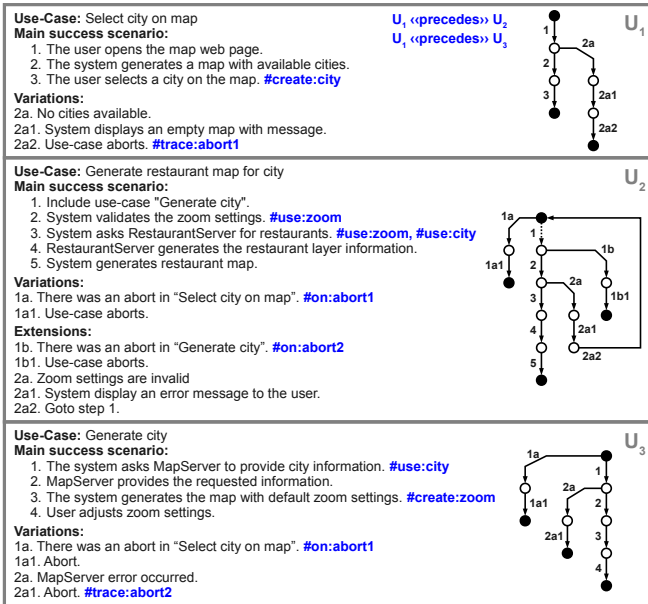 Use-Case: Select city on map
Main success scenario:
1. The user opens the map web page.
2. The system generates a map with available cities.
3. The user selects a city on the map. #create:city
Variations:
2a. No cities available.
2a1. System displays an empty map with message.
2a2. Use-case aborts. #trace:abort1
U1 ‹‹precedes›› U2
U1 ‹‹precedes›› U3
U1
1
2a
2
3
2a1
2a2
Use-Case: Generate restaurant map for city
Main success scenario:
1. Include use-case "Generate city".
2. System validates the zoom settings. #use:zoom
3. System asks RestaurantServer for restaurants. #use:zoom, #use:city
4. RestaurantServer generates the restaurant layer information.
5. System generates restaurant map.
Variations:
1a. There was an abort in “Select city on map”. #on:abort1
1a1. Use-case aborts.
Extensions:
1b. There was an abort in “Generate city”. #on:abort2
1b1. Use-case aborts.
2a. Zoom settings are invalid
2a1. System display an error message to the user.
2a2. Goto step 1.
U2
1a
1
1b
1a1
2
2a
1b1
3
2a1
4
2a2
5
Use-Case: Generate city
Main success scenario:
1. The system asks MapServer to provide city information. #use:city
2. MapServer provides the requested information.
3. The system generates the map with default zoom settings. #create:zoom
4. User adjusts zoom settings.
Variations:
1a. There was an abort in “Select city on map”. #on:abort1
1a1. Abort.
2a. MapServer error occurred.
2a1. Abort. #trace:abort2
U3
1a
1
2a
1a1
2
2a1
3
4